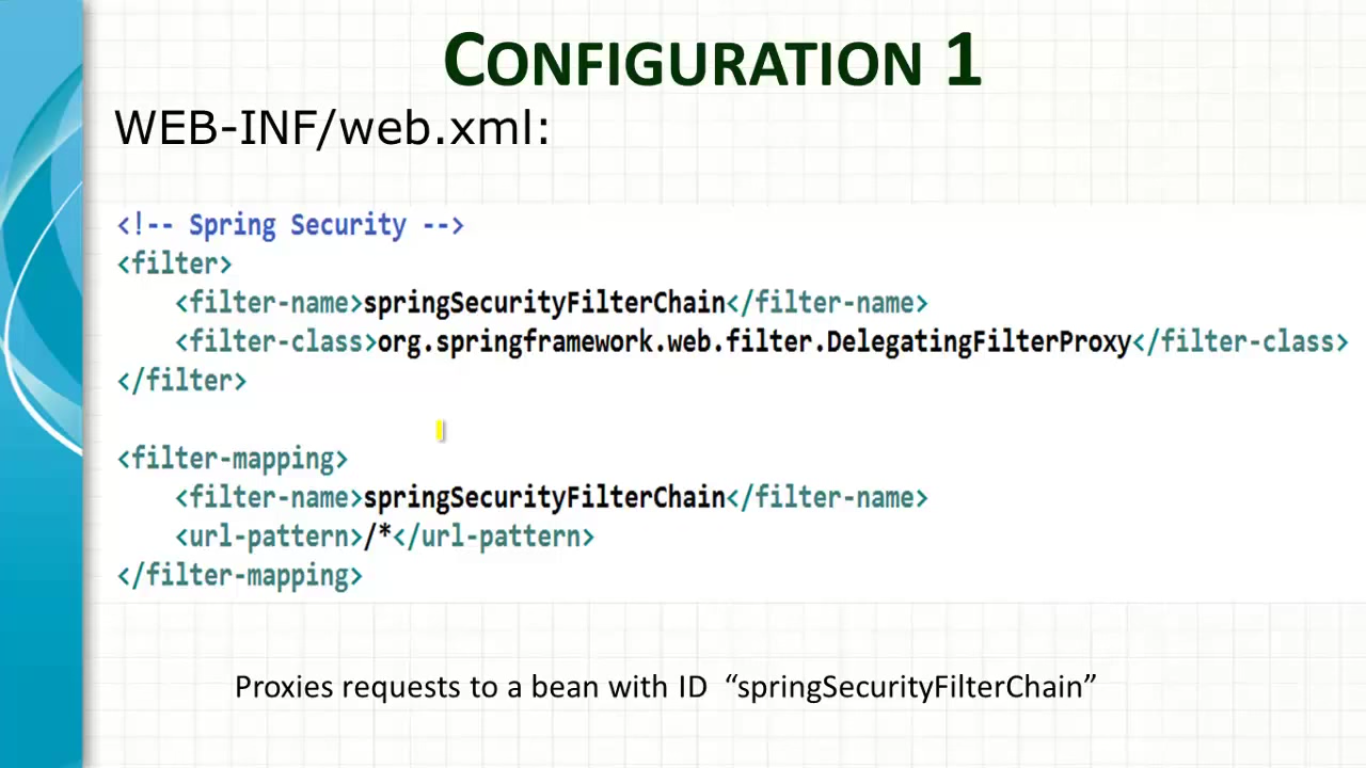 CONFIGURATION 1
WEB-INF/web.xml:
<!-- Spring Security -->
<filter>
    <filter-name>springSecurityFilterChain</filter-name>
    <filter-class>org.springframework.web.filter.DelegatingFilterProxy</filter-class>
</filter>
<filter-mapping>
    <filter-name>springSecurityFilterChain</filter-name>
    <url-pattern>/*</url-pattern>
</filter-mapping>
Proxies requests to a bean with ID “springSecurityFilterChain”